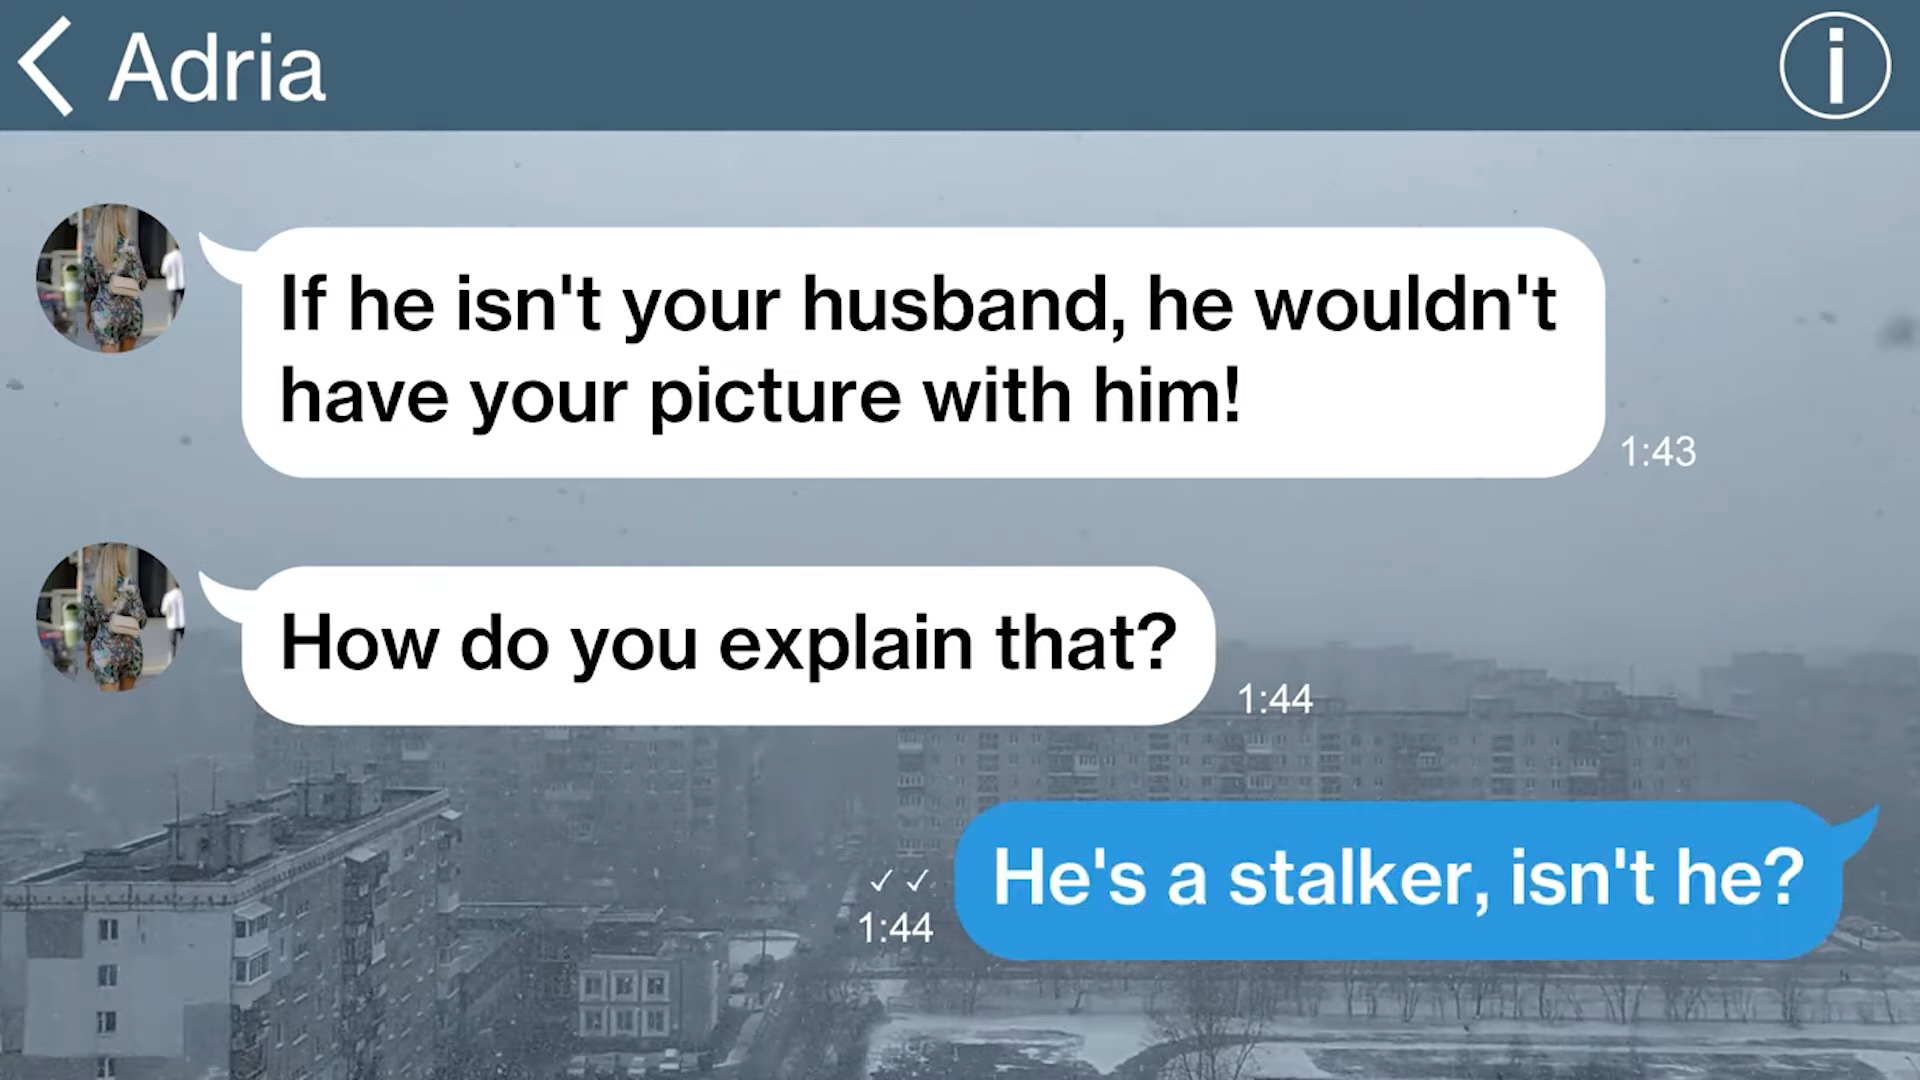 Adria
If he isn't your husband, he wouldn't
have your picture with him!
1:43
How do you explain that?
1:44
He's a stalker, isn't he?
1:44